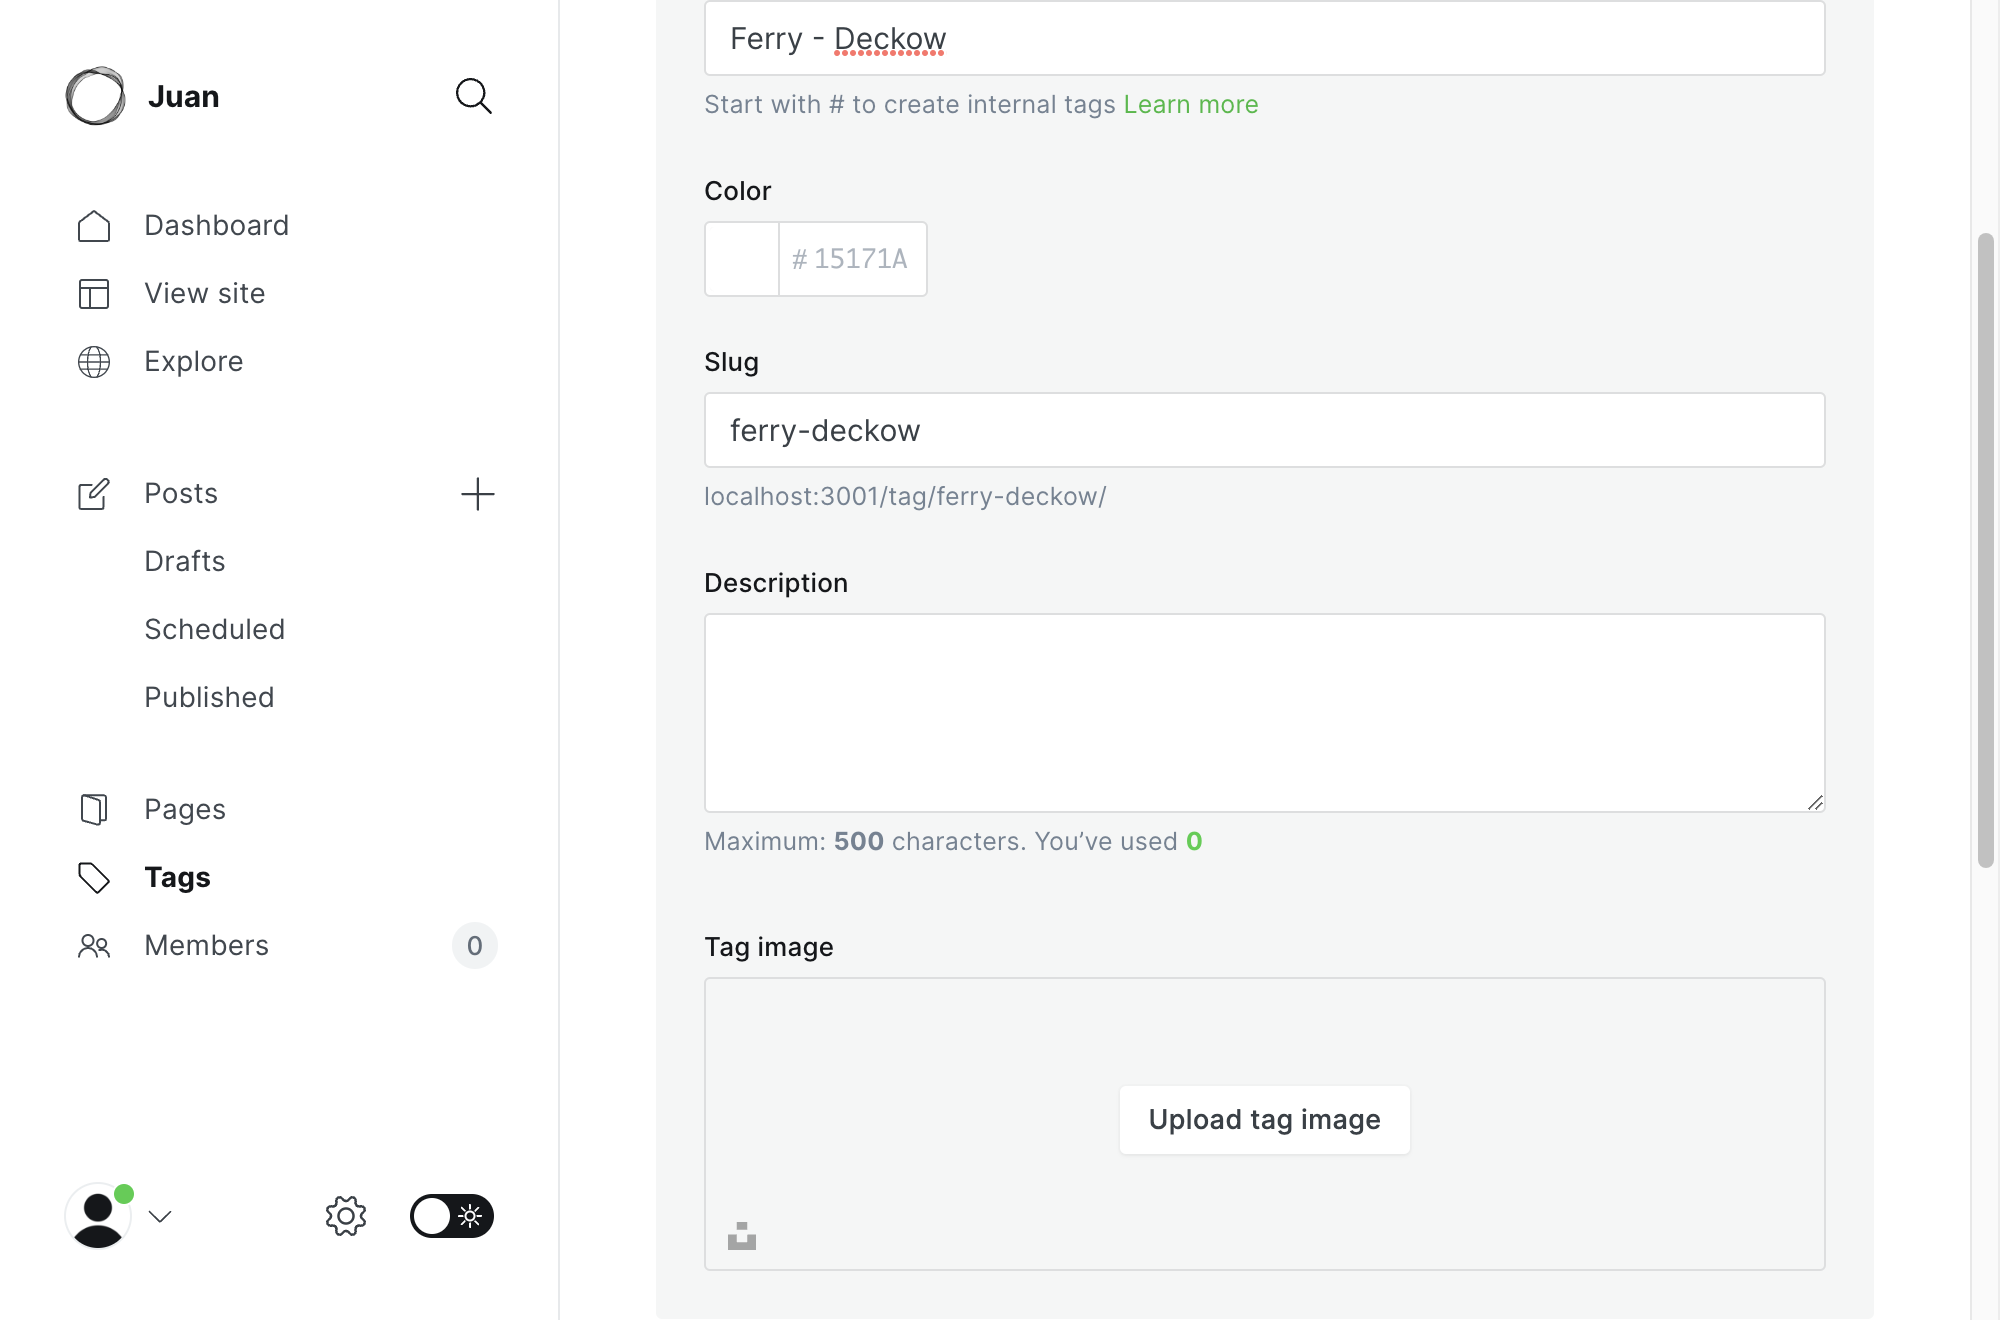 Juan
Dashboard
View site
Explore
Posts
Drafts
Scheduled
Published
Pages
Tags
Members
0
Ferry - Deckow
Start with # to create internal tags Learn more
Color
# 15171A
Slug
ferry-deckow
localhost:3001/tag/ferry-deckow/
Description
Maximum: 500 characters. You’ve used 0
Tag image
Upload tag image